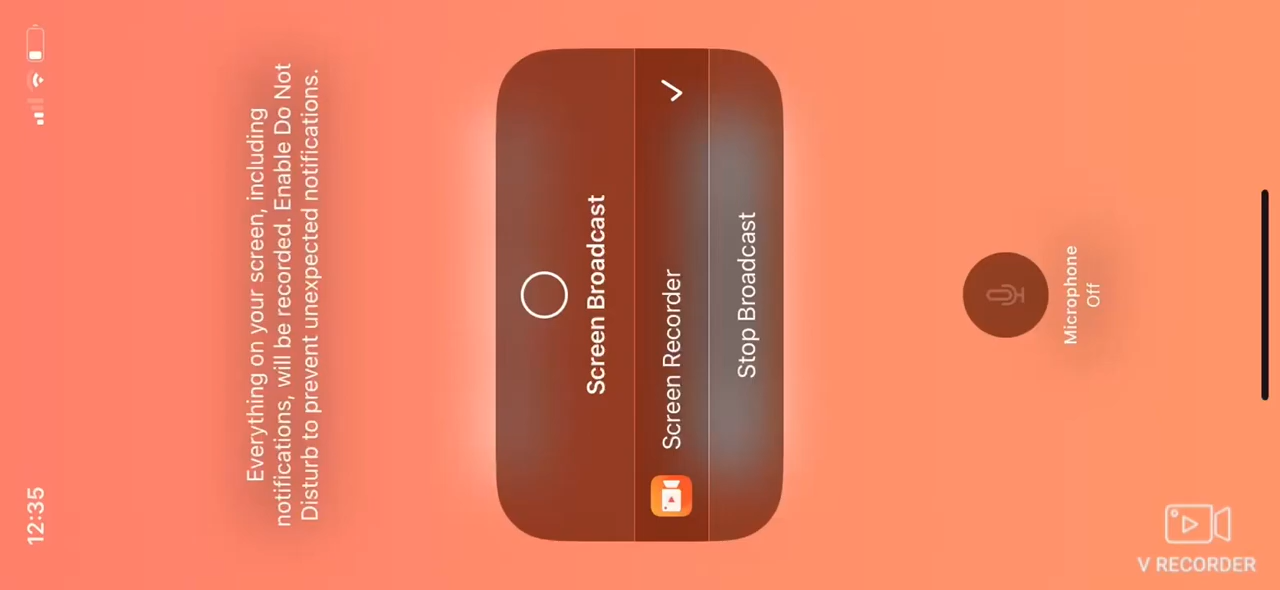 12:35
Everything on your screen, including
notifications, will be recorded. Enable Do Not
Disturb to prevent unexpected notifications.
Screen Broadcast
Screen Recorder
Stop Broadcast
Microphone
Off
V RECORDER